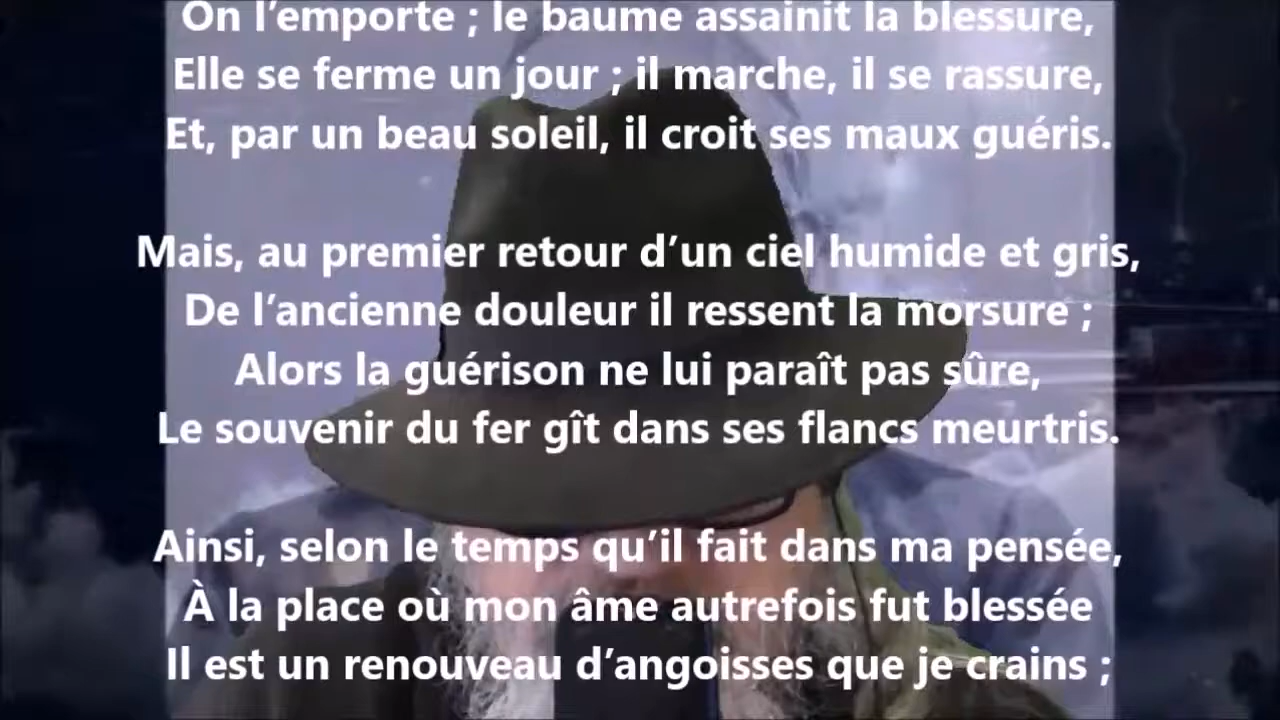 On l’emporte ; le baume assainit la blessure,
Elle se ferme un jour ; il marche, il se rassure,
Et, par un beau soleil, il croit ses maux guéris.
Mais, au premier retour d’un ciel humide et gris,
De l’ancienne douleur il ressent la morsure ;
Alors la guérison ne lui paraît pas sûre,
Le souvenir du fer gît dans ses flancs meurtris.
Ainsi, selon le temps qu’il fait dans ma pensée,
À la place où mon âme autrefois fut blessée
Il est un renouveau d’angoisses que je crains ;